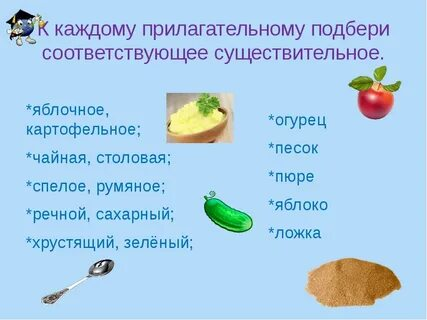 К каждому прилагательному подбери
соответствующее существительное.
*яблочное,
картофельное;
*чайная, столовая;
*спелое, румяное;
*речной, сахарный;
*хрустящий, зелёный;
*огурец
*песок
*пюре
*яблоко
*ложка